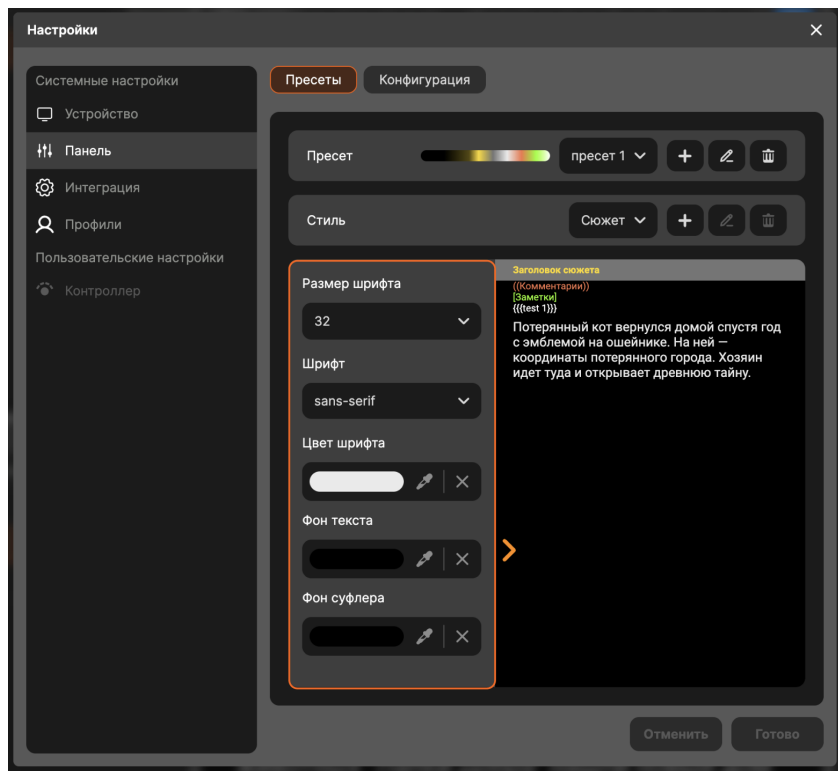 Настройки
Системные настройки
Устройство
Панель
Интеграция
Профили
Пользовательские настройки
Контроллер
Пресеты
Конфигурация
Пресет
пресет 1
Стиль
Сюжет
Размер шрифта
32
Шрифт
sans-serif
Цвет шрифта
Фон текста
Фон суфлера
Заголовок сюжета
((Комментарии))
[Заметки]
{{{test 1}}}
Потерянный кот вернулся домой спустя год
с эмблемой на ошейнике. На ней —
координаты потерянного города. Хозяин
идет туда и открывает древнюю тайну.
Отменить
Готово